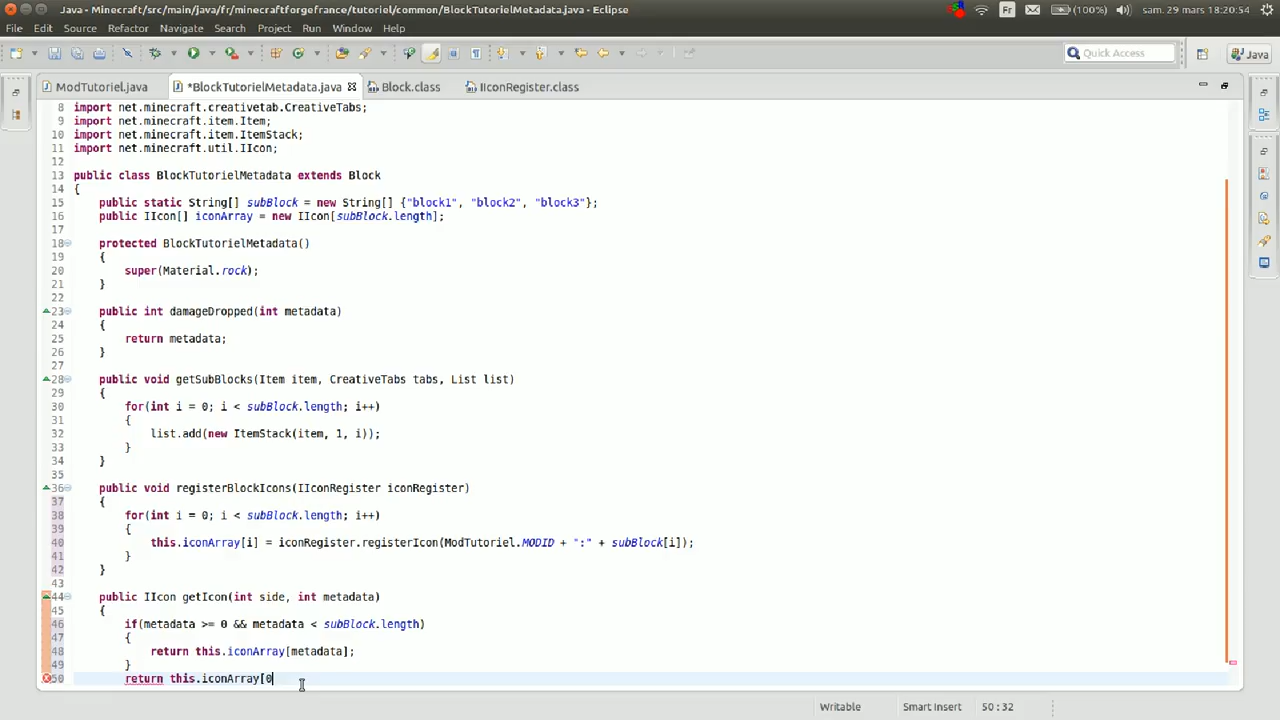 Java - Minecraft/src/main/java/fr/minecraftforgefrance/tutoriel/common/BlockTutorielMetadata.java - Eclipse
Fr (100%) sam. 29 mars 18:20:54
File Edit Source Refactor Navigate Search Project Run Window Help
Quick Access Java
ModTutoriel.java *BlockTutorielMetadata.java Block.class IIconRegister.class
8 import net.minecraft.creativetab.CreativeTabs;
9 import net.minecraft.item.Item;
10 import net.minecraft.item.ItemStack;
11 import net.minecraft.util.IIcon;
12
13 public class BlockTutorielMetadata extends Block
14 {
15 public static String[] subBlock = new String[] {"block1", "block2", "block3"};
16 public IIcon[] iconArray = new IIcon[subBlock.length];
17
18 protected BlockTutorielMetadata()
19 {
20 super(Material.rock);
21 }
22
23 public int damageDropped(int metadata)
24 {
25 return metadata;
26 }
27
28 public void getSubBlocks(Item item, CreativeTabs tabs, List list)
29 {
30 for(int i = 0; i < subBlock.length; i++)
31 {
32 list.add(new ItemStack(item, 1, i));
33 }
34 }
35
36 public void registerBlockIcons(IIconRegister iconRegister)
37 {
38 for(int i = 0; i < subBlock.length; i++)
39 {
40 this.iconArray[i] = iconRegister.registerIcon(ModTutoriel.MODID + ":" + subBlock[i]);
41 }
42 }
43
44 public IIcon getIcon(int side, int metadata)
45 {
46 if(metadata >= 0 && metadata < subBlock.length)
47 {
48 return this.iconArray[metadata];
49 }
50 return this.iconArray[0
Writable Smart Insert 50 : 32